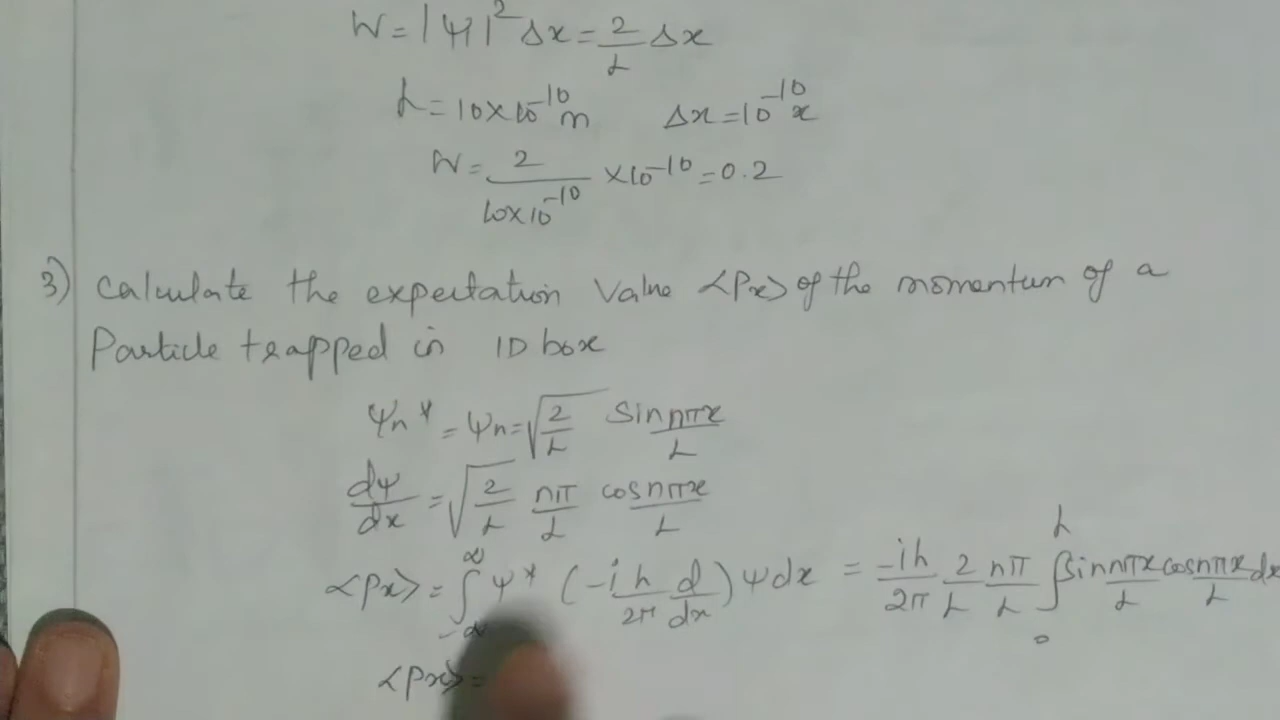 W = |Ψ|² Δx = 2/L Δx
L = 10×10⁻¹⁰ m Δx = 10⁻¹⁰ x
W = 2/(10×10⁻¹⁰) ×10⁻¹⁰ = 0.2
3) Calculate the expectation Value <Px> of the momentum of a
Particle trapped in 1D box
Ψn* = Ψn = √(2/L) Sin nπx/L
dΨ/dx = √(2/L) nπ/L cos nπx/L
<Px> = ∫_{-∞}^{∞} Ψ* (-i h/2π d/dx) Ψ dx = -ih/2π 2/L nπ/L ∫_0^L Sin nπx/L cos nπx/L dx
<Px> =